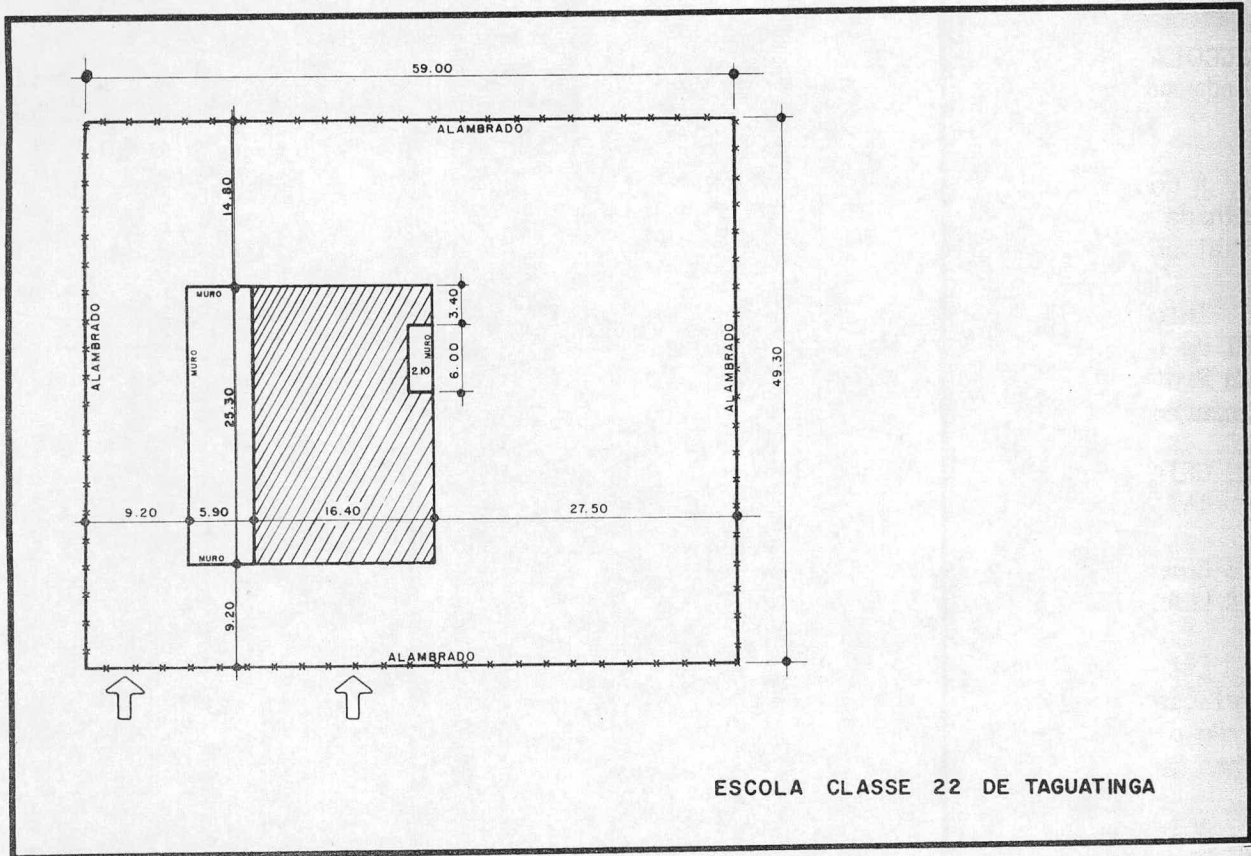 59.00
ALAMBRADO
14.80
MURO
3.40
ALAMBRADO
MURO
MURO
6.00
2.10
ALAMBRADO
49.30
25.30
9.20
5.90
16.40
27.50
MURO
9.20
ALAMBRADO
ESCOLA CLASSE 22 DE TAGUATINGA